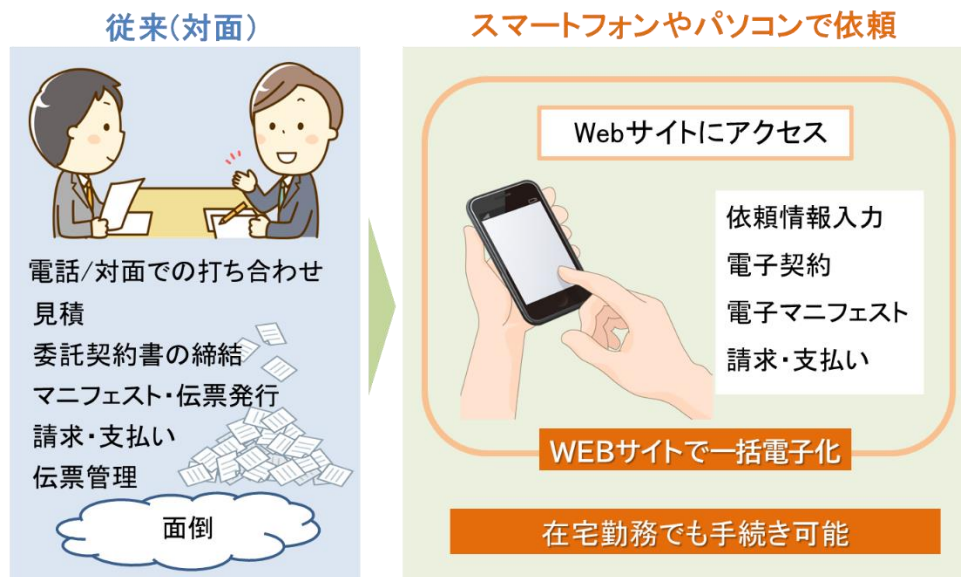 従来(対面)
電話/対面での打ち合わせ
見積
委託契約書の締結
マニフェスト・伝票発行
請求・支払い
伝票管理
面倒
スマートフォンやパソコンで依頼
Webサイトにアクセス
依頼情報入力
電子契約
電子マニフェスト
請求・支払い
WEBサイトで一括電子化
在宅勤務でも手続き可能